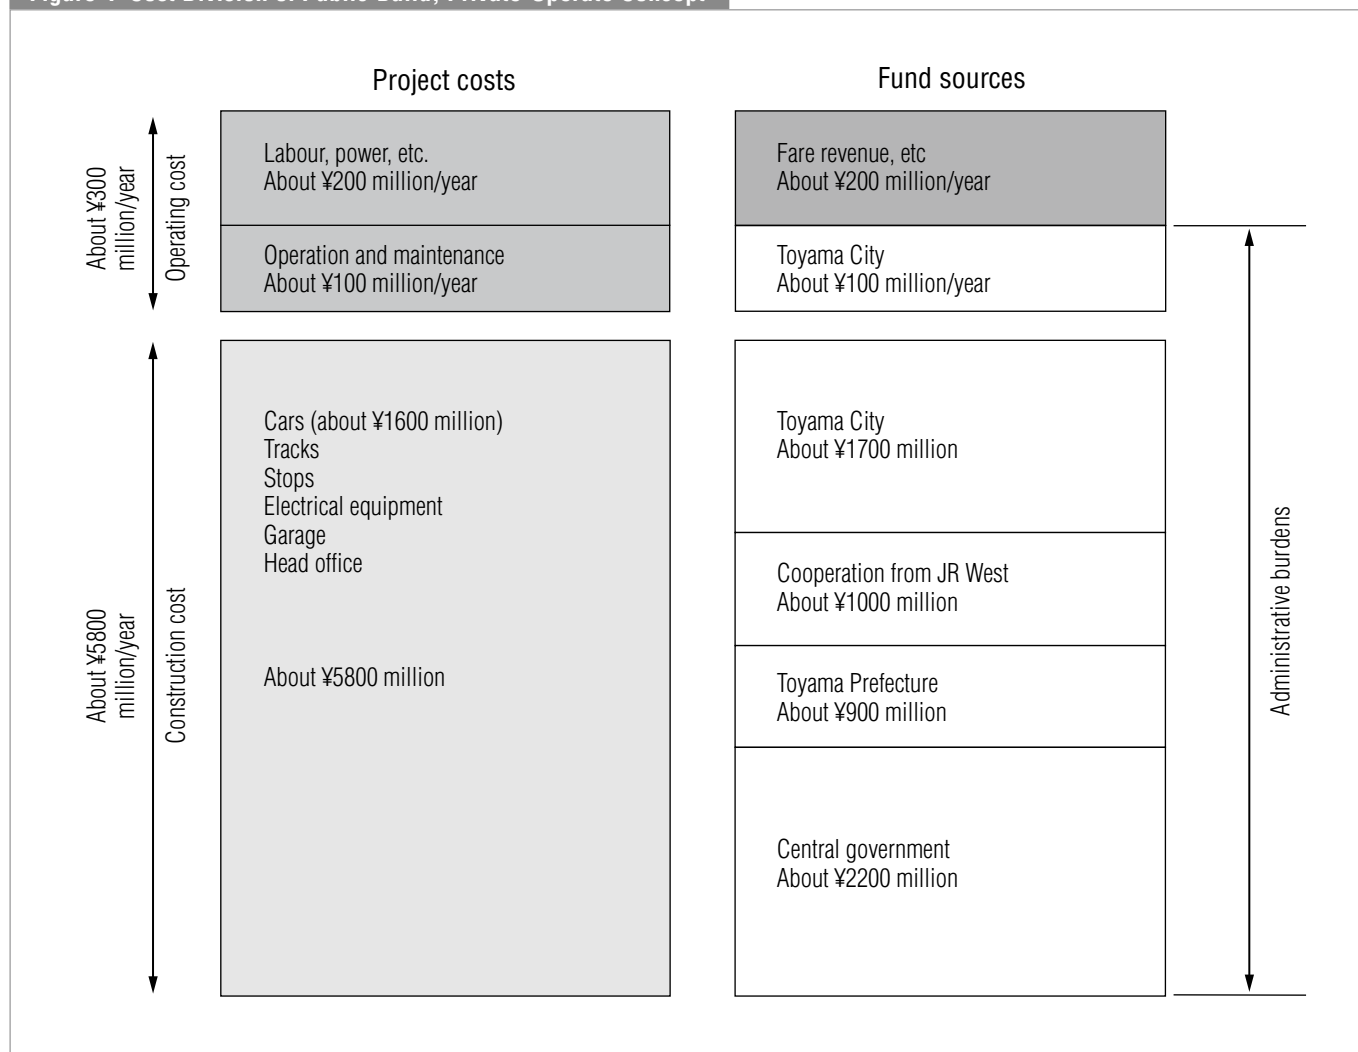 Project costs
Fund sources
About ¥300
million/year
Operating cost
Labour, power, etc.
About ¥200 million/year
Operation and maintenance
About ¥100 million/year
Fare revenue, etc
About ¥200 million/year
Toyama City
About ¥100 million/year
About ¥5800
million/year
Construction cost
Cars (about ¥1600 million)
Tracks
Stops
Electrical equipment
Garage
Head office
About ¥5800 million
Toyama City
About ¥1700 million
Cooperation from JR West
About ¥1000 million
Toyama Prefecture
About ¥900 million
Central government
About ¥2200 million
Administrative burdens